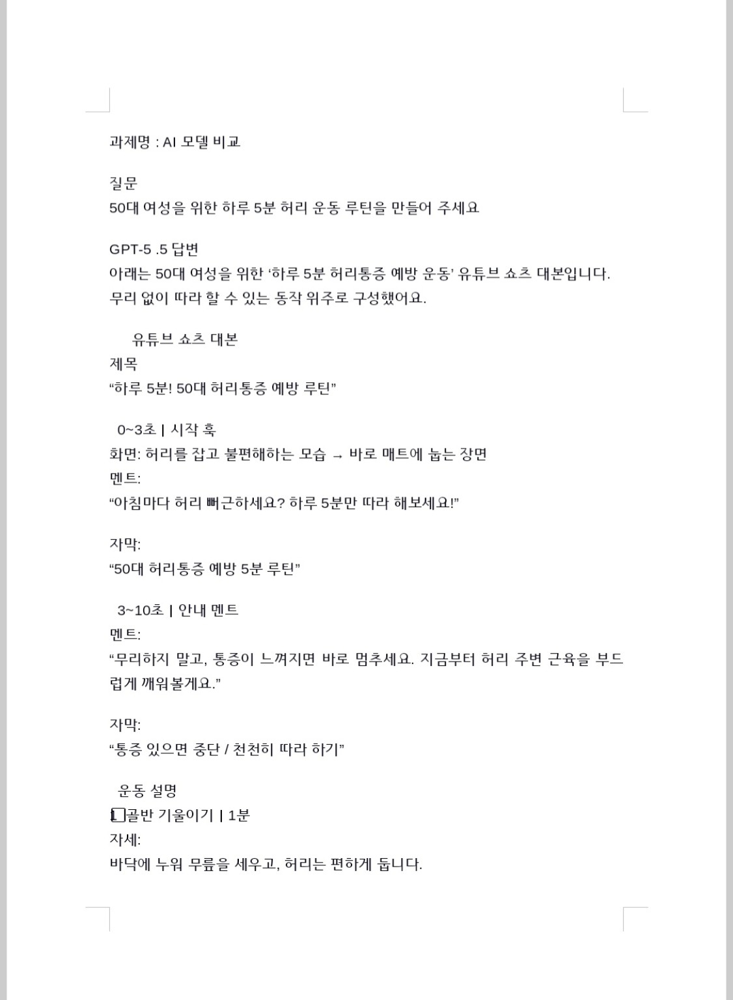 과제명 : AI 모델 비교
질문
50대 여성을 위한 하루 5분 허리 운동 루틴을 만들어 주세요
GPT-5 .5 답변
아래는 50대 여성을 위한 ‘하루 5분 허리통증 예방 운동’ 유튜브 쇼츠 대본입니다.
무리 없이 따라 할 수 있는 동작 위주로 구성했어요.
유튜브 쇼츠 대본
제목
“하루 5분! 50대 허리통증 예방 루틴”
0~3초 | 시작 훅
화면: 허리를 잡고 불편해하는 모습 → 바로 매트에 눕는 장면
멘트:
“아침마다 허리 뻐근하세요? 하루 5분만 따라 해보세요!”
자막:
“50대 허리통증 예방 5분 루틴”
3~10초 | 안내 멘트
멘트:
“무리하지 말고, 통증이 느껴지면 바로 멈추세요. 지금부터 허리 주변 근육을 부드
럽게 깨워볼게요.”
자막:
“통증 있으면 중단 / 천천히 따라 하기”
운동 설명
1 골반 기울이기 | 1분
자세:
바닥에 누워 무릎을 세우고, 허리는 편하게 둡니다.